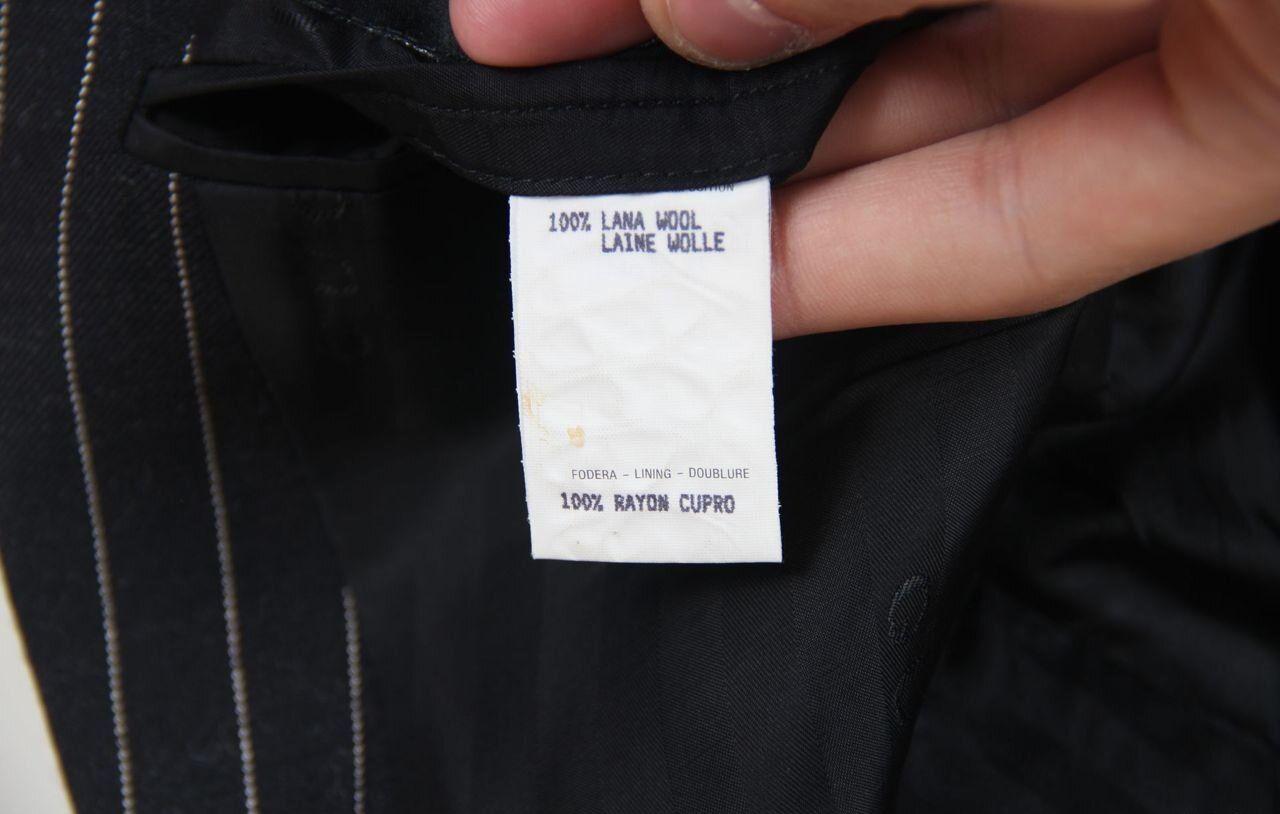 100% LANA WOOL
LAINE WOLLE
FODERA - LINING - DOUBLURE
100% RAYON CUPRO